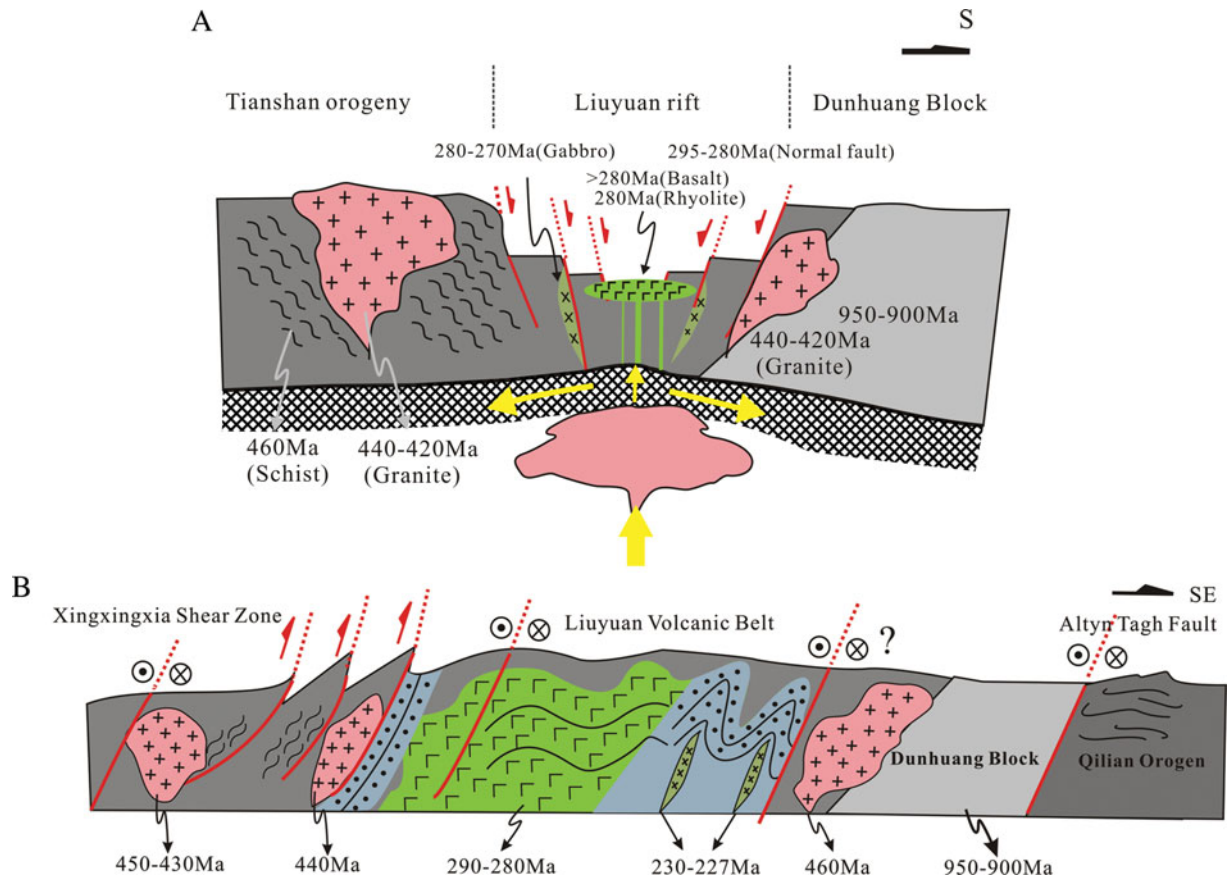 A
S
Tianshan orogeny
Liuyuan rift
Dunhuang Block
280-270Ma(Gabbro)
295-280Ma(Normal fault)
>280Ma(Basalt)
280Ma(Rhyolite)
950-900Ma
440-420Ma
(Granite)
460Ma
(Schist)
440-420Ma
(Granite)
B
SE
Xingxingxia Shear Zone
Liuyuan Volcanic Belt
Altyn Tagh Fault
?
Dunhuang Block
Qilian Orogen
450-430Ma
440Ma
290-280Ma
230-227Ma
460Ma
950-900Ma